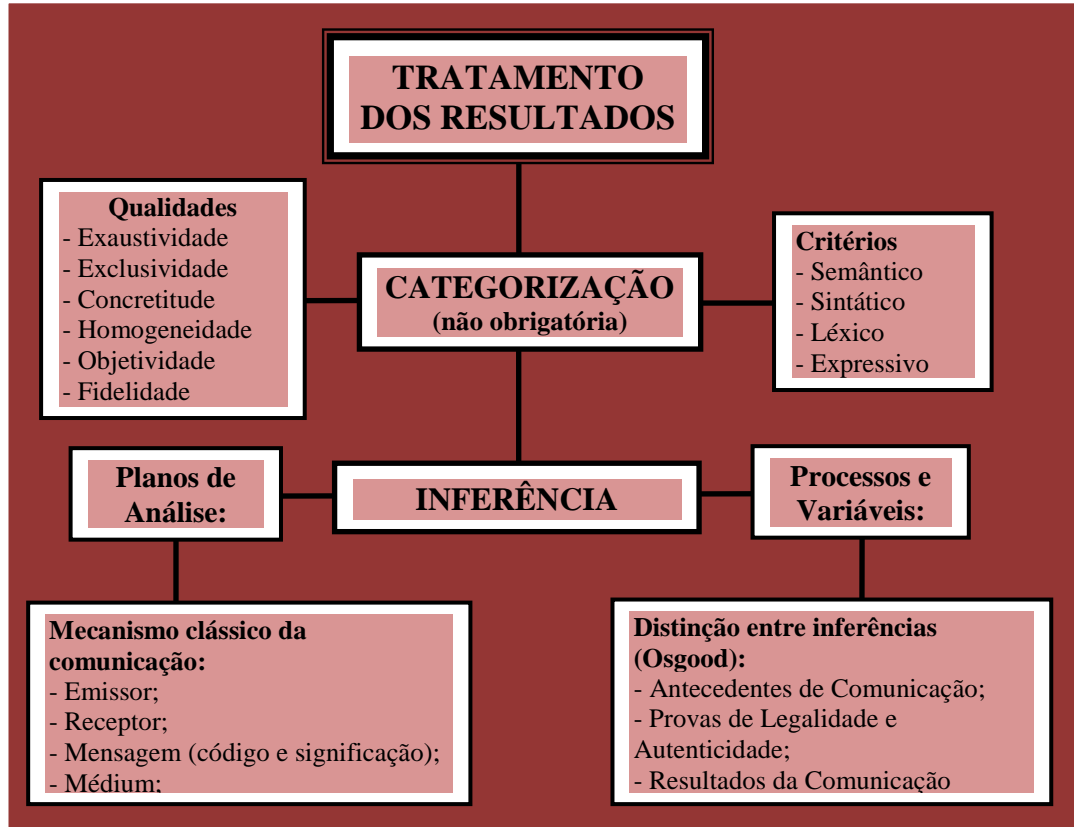 TRATAMENTO
DOS RESULTADOS
Qualidades
- Exaustividade
- Exclusividade
- Concretitude
- Homogeneidade
- Objetividade
- Fidelidade
CATEGORIZAÇÃO
(não obrigatória)
Critérios
- Semântico
- Sintático
- Léxico
- Expressivo
Planos de
Análise:
INFERÊNCIA
Processos e
Variáveis:
Mecanismo clássico da
comunicação:
- Emissor;
- Receptor;
- Mensagem (código e significação);
- Médium;
Distinção entre inferências
(Osgood):
- Antecedentes de Comunicação;
- Provas de Legalidade e
Autenticidade;
- Resultados da Comunicação